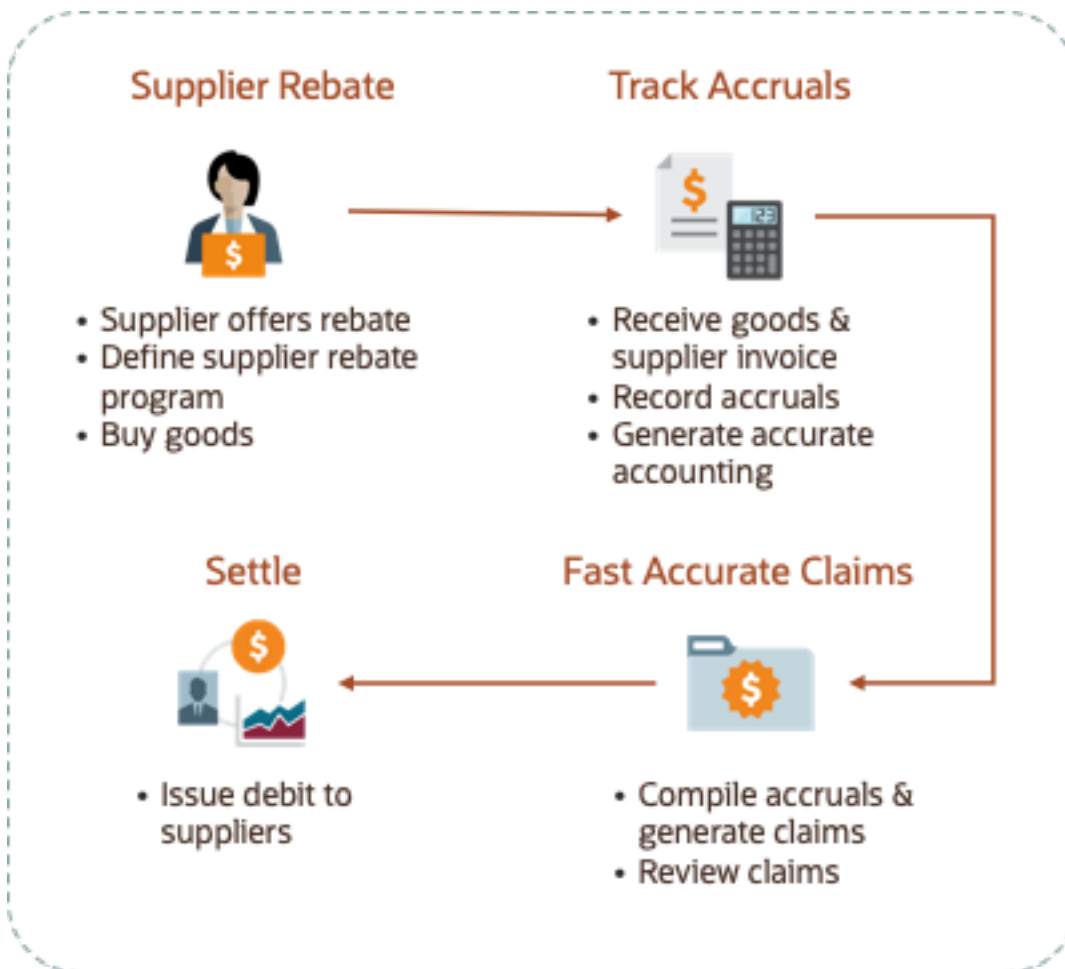 Supplier Rebate
$
• Supplier offers rebate
• Define supplier rebate
program
• Buy goods
Track Accruals
$
123
• Receive goods &
supplier invoice
• Record accruals
• Generate accurate
accounting
Fast Accurate Claims
$
• Compile accruals &
generate claims
• Review claims
Settle
$
• Issue debit to
suppliers